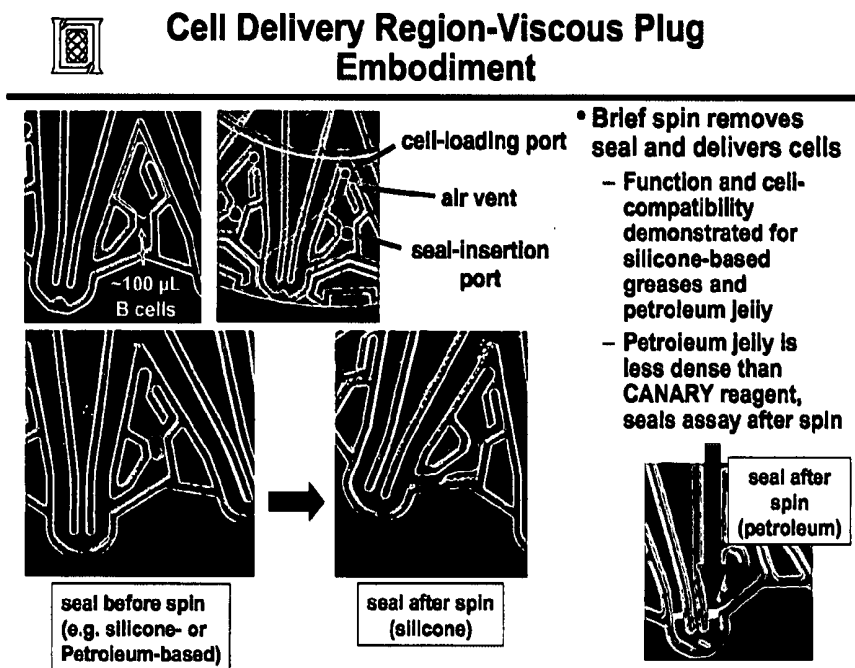 Cell Delivery Region-Viscous Plug
Embodiment
cell-loading port
air vent
seal-insertion
port
~100 µL
B cells
• Brief spin removes
seal and delivers cells
– Function and cell-
compatibility
demonstrated for
silicone-based
greases and
petroleum jelly
– Petroleum jelly is
less dense than
CANARY reagent,
seals assay after spin
seal before spin
(e.g. silicone- or
Petroleum-based)
seal after spin
(silicone)
seal after
spin
(petroleum)